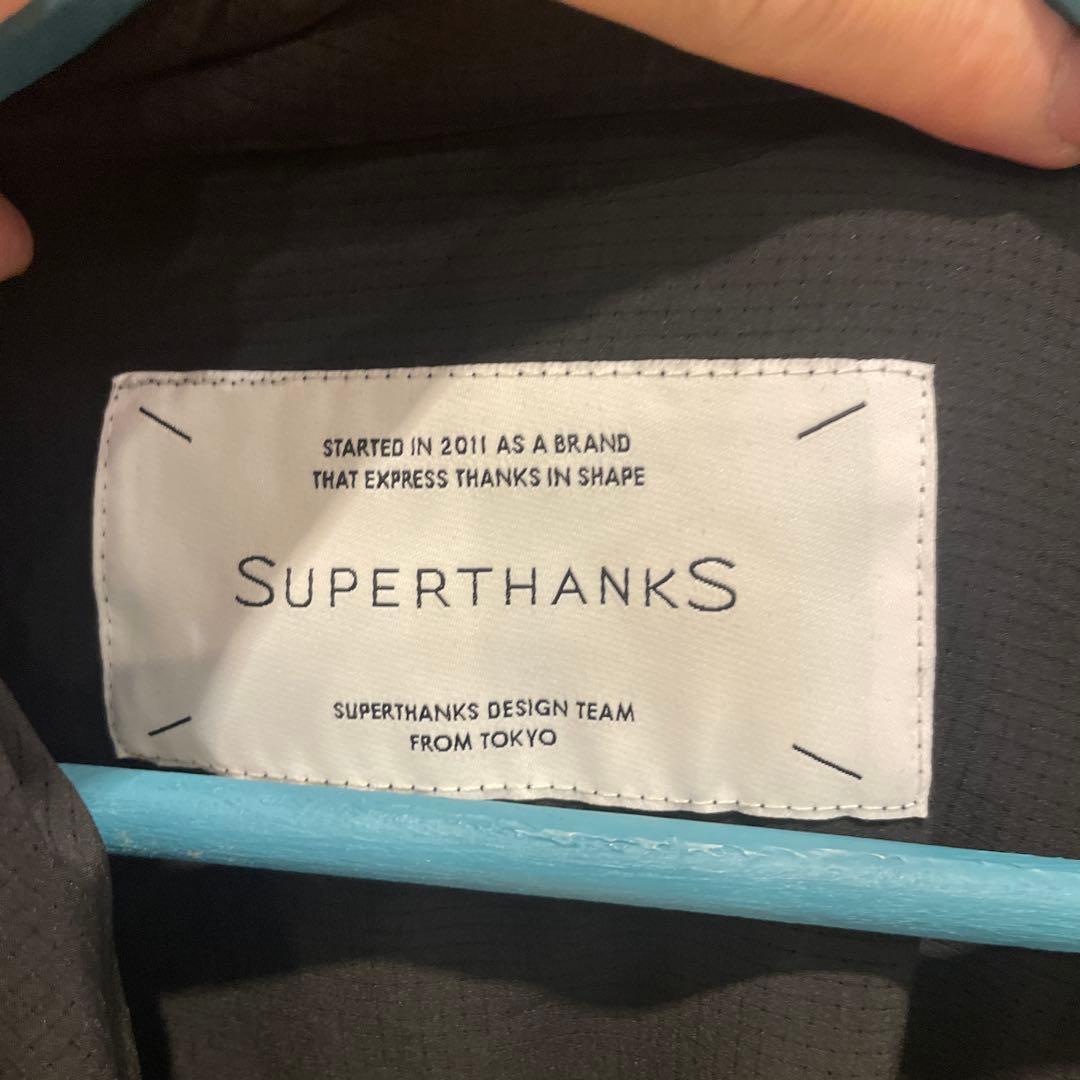 STARTED IN 2011 AS A BRAND
THAT EXPRESS THANKS IN SHAPE
SUPERTHANKS
SUPERTHANKS DESIGN TEAM
FROM TOKYO